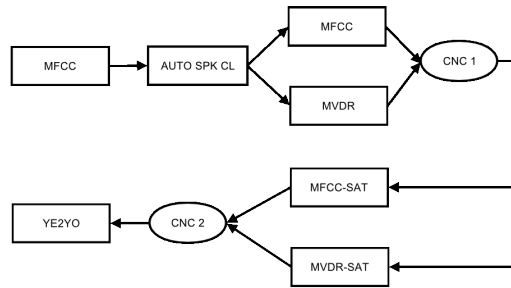 MFCC
AUTO SPK CL
MFCC
MVDR
CNC 1
MFCC-SAT
MVDR-SAT
CNC 2
YE2YO